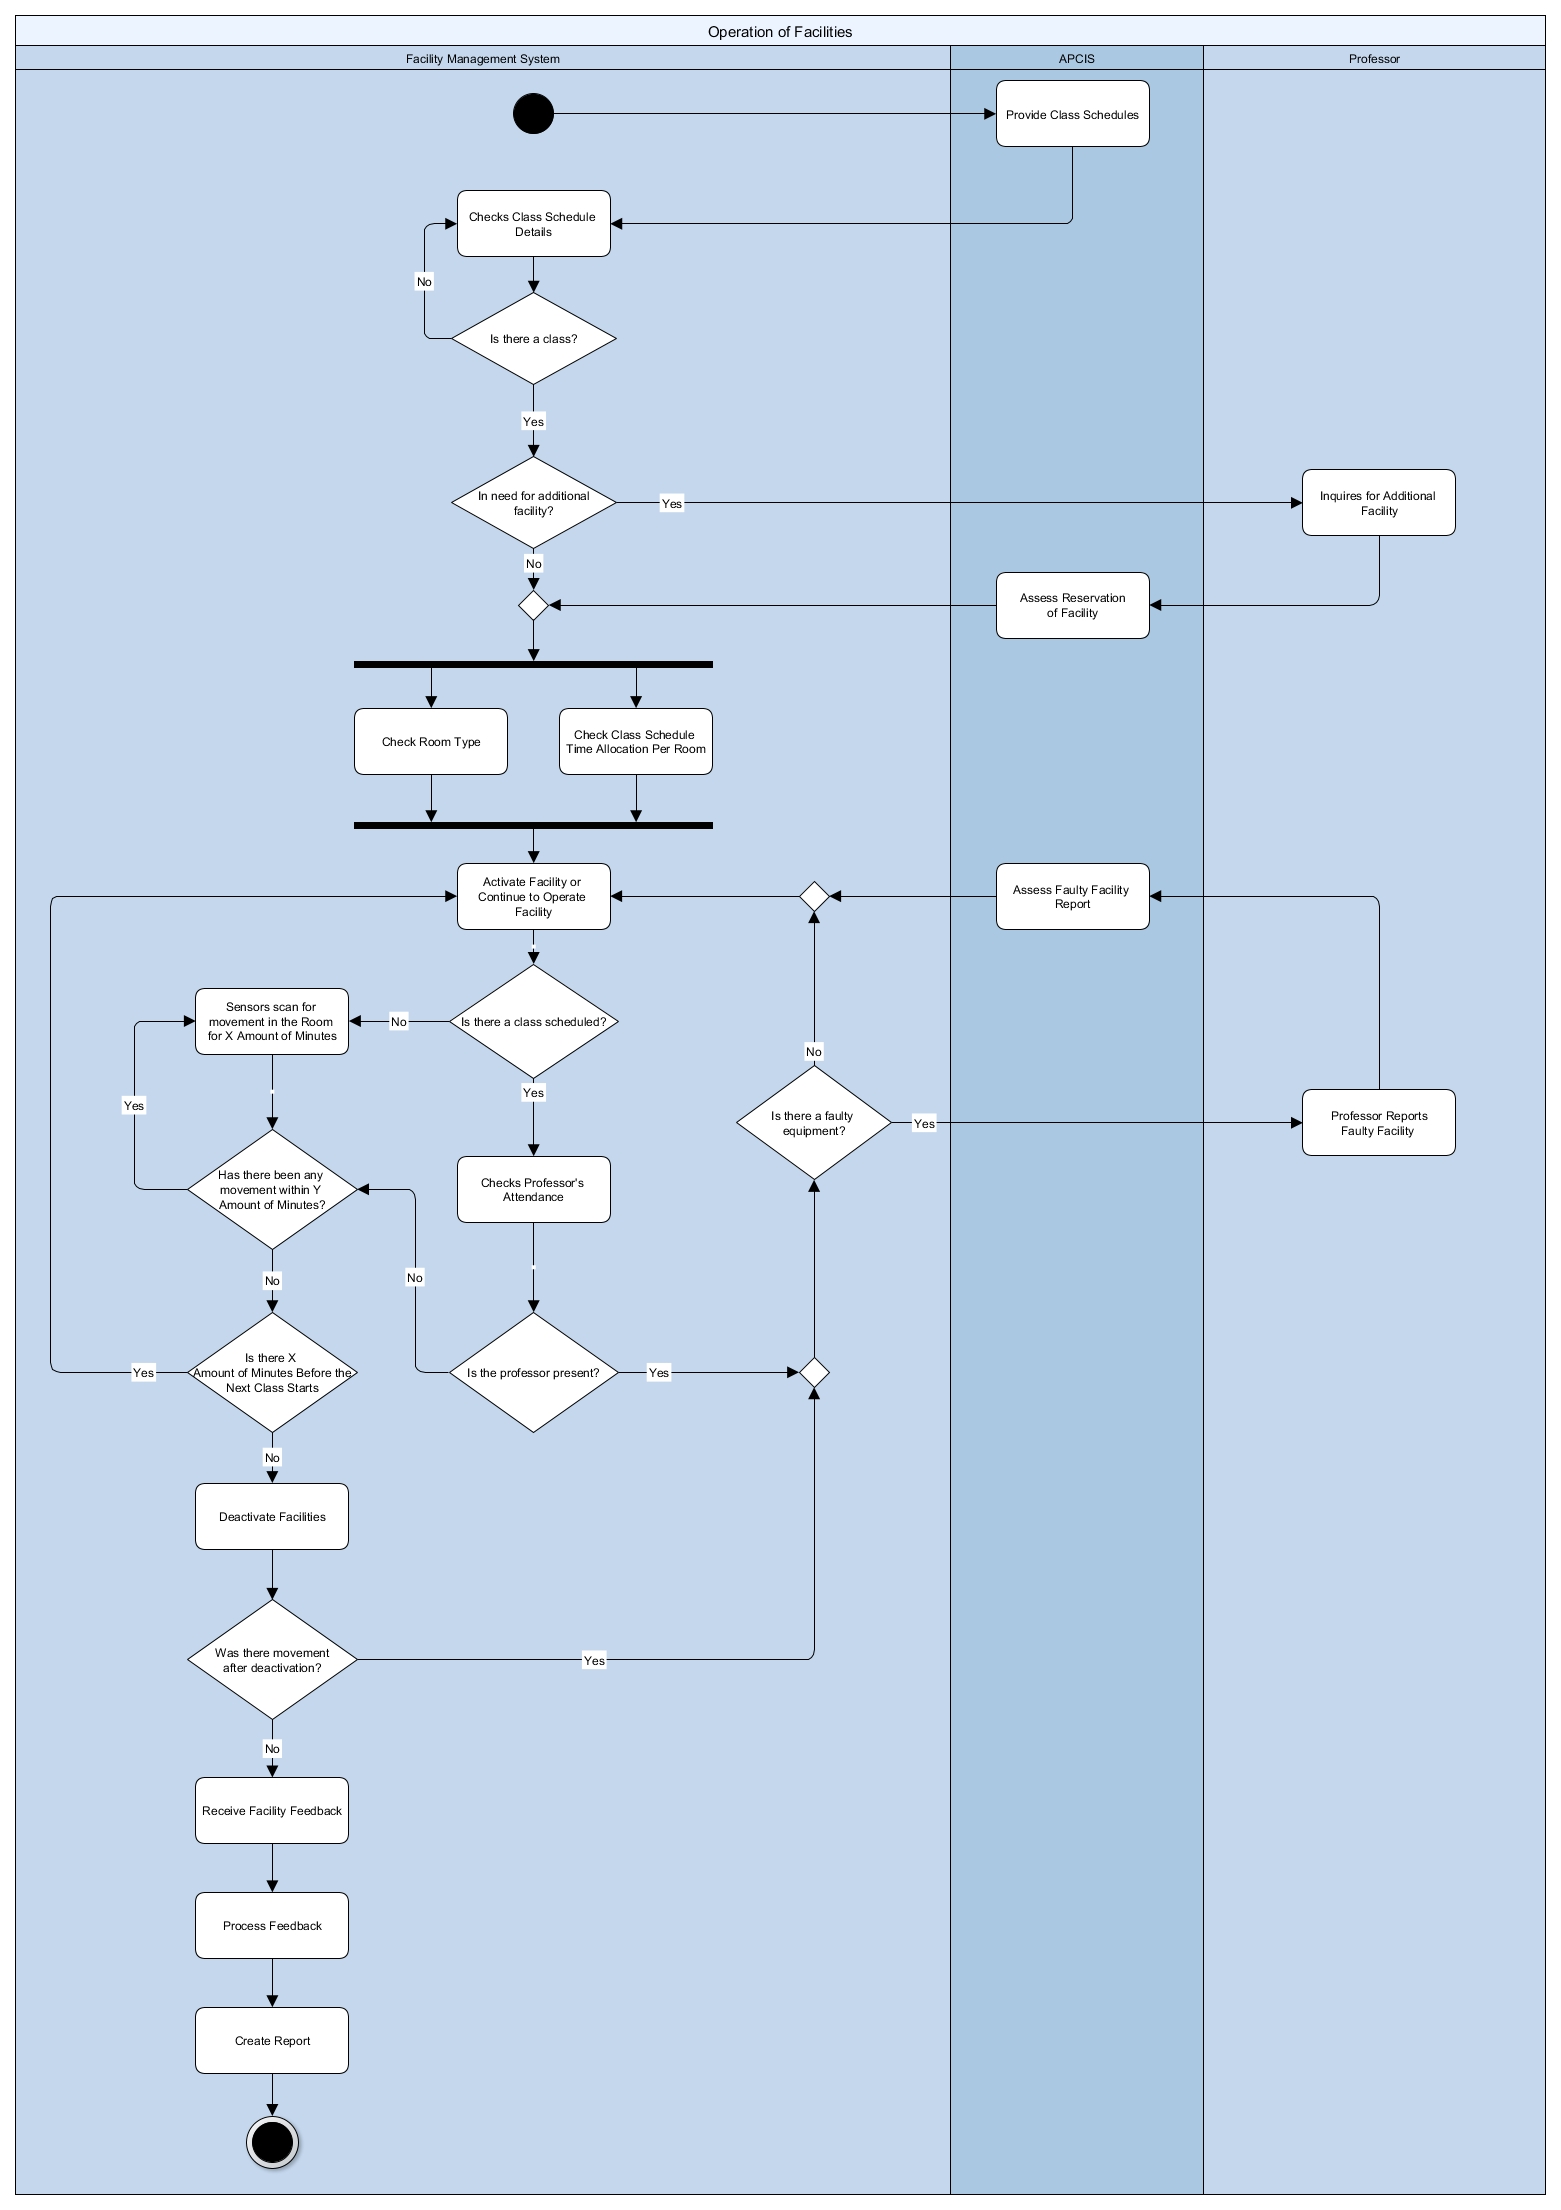 Operation of Facilities
Facility Management System
APCIS
Professor
Provide Class Schedules
Checks Class Schedule
Details
No
Is there a class?
Yes
In need for additional
facility?
Yes
Inquires for Additional
Facility
No
Assess Reservation
of Facility
Check Room Type
Check Class Schedule
Time Allocation Per Room
Activate Facility or
Continue to Operate
Facility
Assess Faulty Facility
Report
Sensors scan for
movement in the Room
for X Amount of Minutes
No
Is there a class scheduled?
No
Yes
Yes
Is there a faulty
equipment?
Yes
Professor Reports
Faulty Facility
Has there been any
movement within Y
Amount of Minutes?
Checks Professor's
Attendance
No
No
Yes
Is there X
Amount of Minutes Before the
Next Class Starts
Is the professor present?
Yes
No
Deactivate Facilities
Was there movement
after deactivation?
Yes
No
Receive Facility Feedback
Process Feedback
Create Report